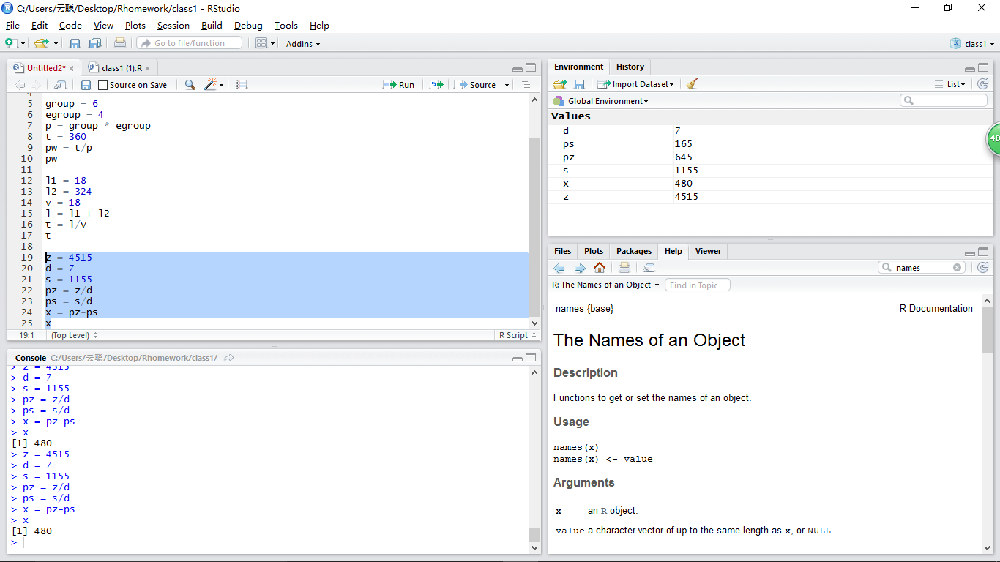 C:/Users/云聪/Desktop/Rhomework/class1 - RStudio
File Edit Code View Plots Session Build Debug Tools Help
Go to file/function Addins class1
Untitled2* class1 (1).R
Source on Save Run Source
4
5 group = 6
6 egroup = 4
7 p = group * egroup
8 t = 360
9 pw = t/p
10 pw
11
12 l1 = 18
13 l2 = 324
14 v = 18
15 l = l1 + l2
16 t = l/v
17 t
18
19 z = 4515
20 d = 7
21 s = 1155
22 pz = z/d
23 ps = s/d
24 x = pz-ps
25 x
19:1 (Top Level) R Script
Console C:/Users/云聪/Desktop/Rhomework/class1/
> z = 4515
> d = 7
> s = 1155
> pz = z/d
> ps = s/d
> x = pz-ps
> x
[1] 480
> z = 4515
> d = 7
> s = 1155
> pz = z/d
> ps = s/d
> x = pz-ps
> x
[1] 480
>
Environment History
Import Dataset List
Global Environment
Values
d 7
ps 165
pz 645
s 1155
x 480
z 4515
48
Files Plots Packages Help Viewer
names
R: The Names of an Object Find in Topic
names {base} R Documentation
The Names of an Object
Description
Functions to get or set the names of an object.
Usage
names(x)
names(x) <- value
Arguments
x an R object.
value a character vector of up to the same length as x, or NULL.